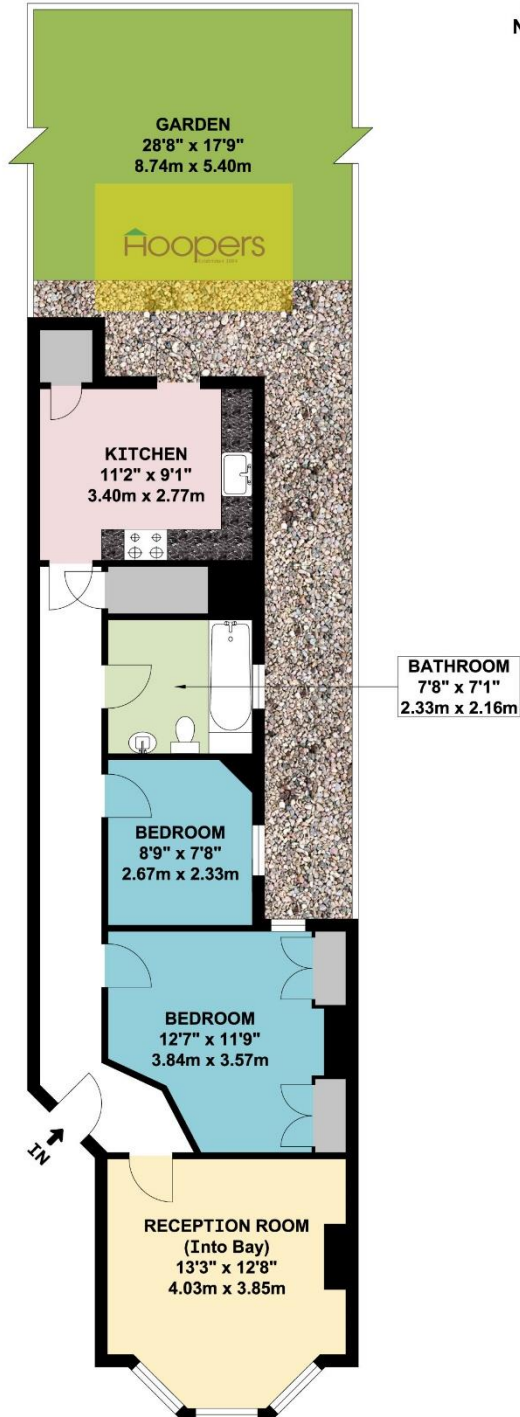 N
GARDEN
28'8" x 17'9"
8.74m x 5.40m
Hoopers
KITCHEN
11'2" x 9'1"
3.40m x 2.77m
BATHROOM
7'8" x 7'1"
2.33m x 2.16m
BEDROOM
8'9" x 7'8"
2.67m x 2.33m
BEDROOM
12'7" x 11'9"
3.84m x 3.57m
IN
RECEPTION ROOM
(Into Bay)
13'3" x 12'8"
4.03m x 3.85m